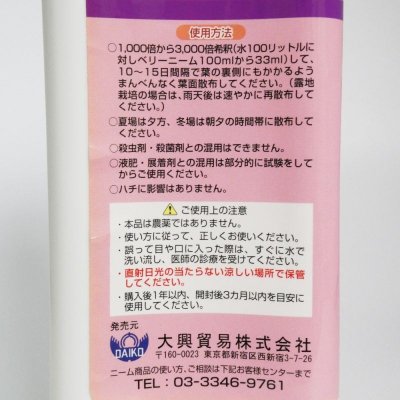 使用方法
○1,000倍から3,000倍希釈(水100リットルに
対しベリーニーム100mlから33ml)して、
10〜15日間隔で葉の裏側にもかかるよう
まんべんなく葉面散布してください。(露地
栽培の場合は、雨天後は速やかに再散布して
ください。)
○夏場は夕方、冬場は朝夕の時間帯に散布して
ください。
○殺虫剤・殺菌剤との混用はできません。
○液肥・展着剤との混用は部分的に試験をして
からご使用ください。
○ハチに影響はありません。
ご使用上の注意
・本品は農薬ではありません。
・使い方に従って、正しくお使いください。
・誤って目や口に入った際は、すぐに水で
洗い流し、医師の診療を受けてください。
・直射日光の当たらない涼しい場所で保管
してください。
・購入後1年以内、開封後3カ月以内を目安に
使用してください。
発売元
DAIKO
大興貿易株式会社
〒160-0023 東京都新宿区西新宿3-7-26
ニーム商品の使い方、ご相談は下記お客様センターまで
TEL：03-3346-9761